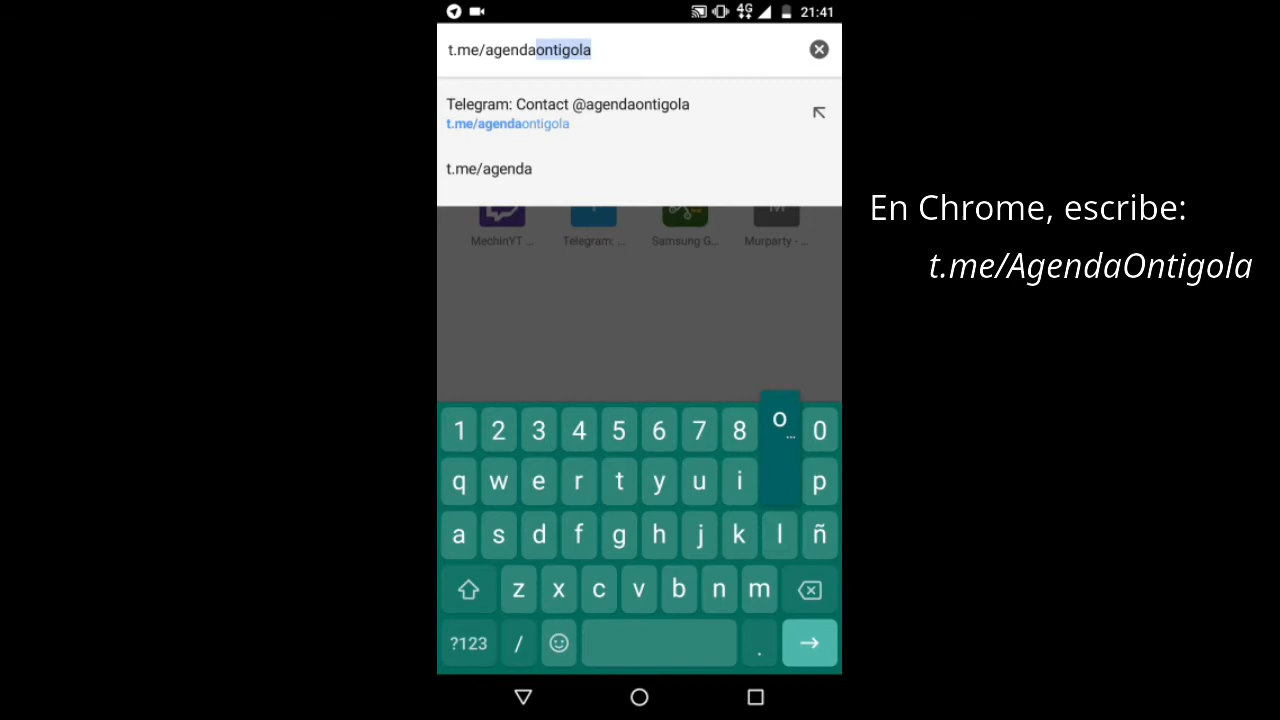 4G 21:41
t.me/agendaontigola
Telegram: Contact @agendaontigola
t.me/agendaontigola
t.me/agenda
MechinYT ... Telegram: ... Samsung G... Murparty - ...
En Chrome, escribe:
t.me/AgendaOntigola
1 2 3 4 5 6 7 8 o... 0
q w e r t y u i p
a s d f g h j k l ñ
z x c v b n m
?123 / .